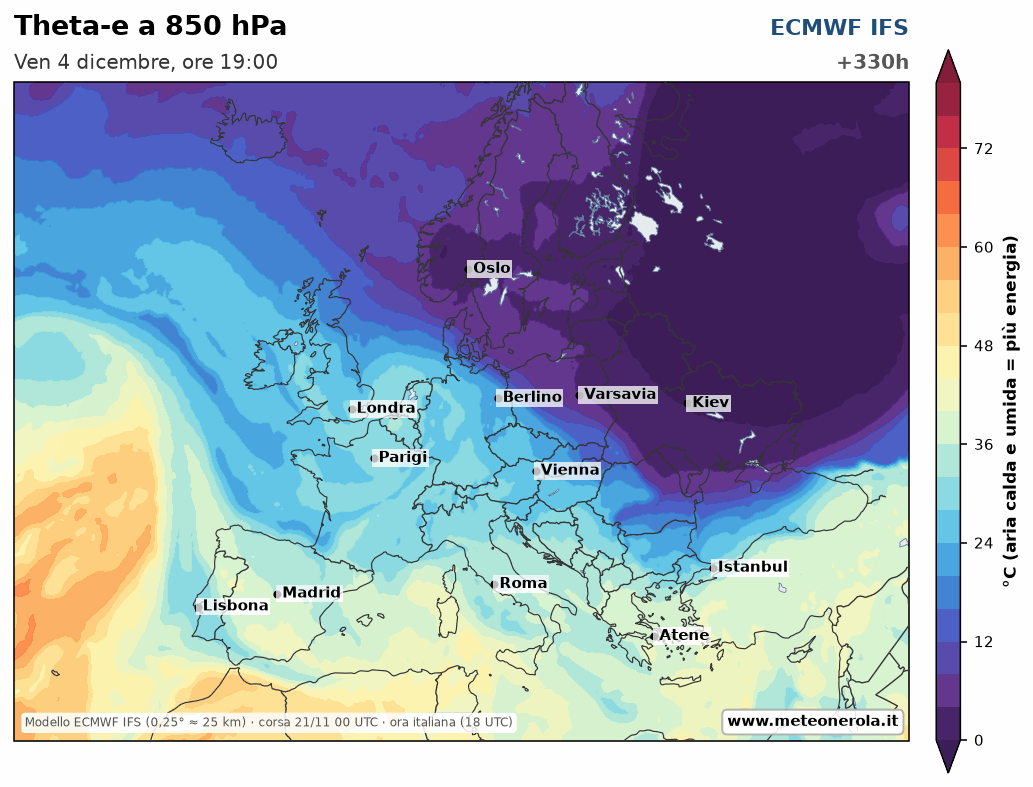 Theta-e a 850 hPa
ECMWF IFS
Ven 4 dicembre, ore 19:00
+330h
72
60
48
36
24
12
0
°C (aria calda e umida = più energia)
Oslo
Berlino
Varsavia
Kiev
Londra
Parigi
Vienna
Istanbul
Roma
Madrid
Lisbona
Atene
Modello ECMWF IFS (0,25° ≈ 25 km) · corsa 21/11 00 UTC · ora italiana (18 UTC)
www.meteonerola.it